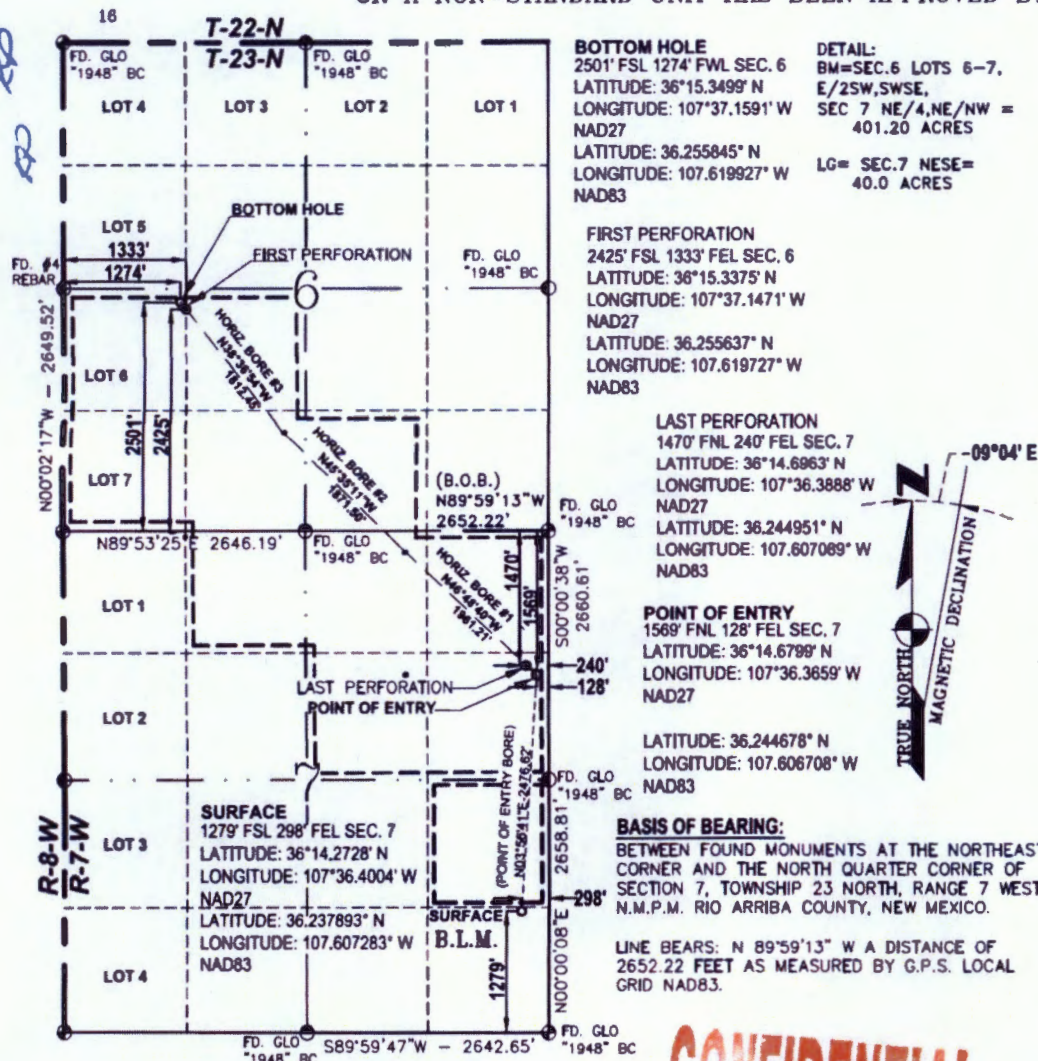 16
T-22-N
T-23-N
FD. GLO
"1948" BC
FD. GLO
"1948" BC
LOT 4
LOT 3
LOT 2
LOT 1
LOT 5
BOTTOM HOLE
1333'
1274'
FIRST PERFORATION
FD. #4
REBAR
FD. GLO
"1948" BC
6
N00°02'17"W - 2649.52'
LOT 6
2501'
2425'
HORIZ. BORE #3
N38°36'54"W
HORIZ. BORE #2
N45°35'11"W
LOT 7
(B.O.B.)
N89°59'13"W
2652.22'
FD. GLO
"1948" BC
N89°53'25"E 2646.19'
FD. GLO
"1948" BC
HORIZ. BORE #1
N46°48'40"W
1470'
1569'
S00°00'38"W
2660.61'
LOT 1
LOT 2
LAST PERFORATION
POINT OF ENTRY
240'
128'
7
FD. GLO
"1948" BC
(POINT OF ENTRY BORE)
N03°56'41"E-2476.62'
2658.81'
N00°00'08"E
R-8-W
R-7-W
LOT 3
SURFACE
1279' FSL 298' FEL SEC. 7
LATITUDE: 36°14.2728' N
LONGITUDE: 107°36.4004' W
NAD27
LATITUDE: 36.237893° N
LONGITUDE: 107.607283° W
NAD83
298'
SURFACE
B.L.M.
1279'
LOT 4
FD. GLO
"1948" BC
S89°59'47"W - 2642.65'
FD. GLO
"1948" BC
BOTTOM HOLE
2501' FSL 1274' FWL SEC. 6
LATITUDE: 36°15.3499' N
LONGITUDE: 107°37.1591' W
NAD27
LATITUDE: 36.255845° N
LONGITUDE: 107.619927° W
NAD83
DETAIL:
BM=SEC.6 LOTS 6-7,
E/2SW,SWSE,
SEC 7 NE/4,NE/NW =
401.20 ACRES
LG= SEC.7 NESE=
40.0 ACRES
FIRST PERFORATION
2425' FSL 1333' FEL SEC. 6
LATITUDE: 36°15.3375' N
LONGITUDE: 107°37.1471' W
NAD27
LATITUDE: 36.255637° N
LONGITUDE: 107.619727° W
NAD83
LAST PERFORATION
1470' FNL 240' FEL SEC. 7
LATITUDE: 36°14.6963' N
LONGITUDE: 107°36.3888' W
NAD27
LATITUDE: 36.244951° N
LONGITUDE: 107.607089° W
NAD83
POINT OF ENTRY
1569' FNL 128' FEL SEC. 7
LATITUDE: 36°14.6799' N
LONGITUDE: 107°36.3659' W
NAD27
LATITUDE: 36.244678° N
LONGITUDE: 107.606708° W
NAD83
09°04' E
N
TRUE NORTH
MAGNETIC DECLINATION
BASIS OF BEARING:
BETWEEN FOUND MONUMENTS AT THE NORTHEAST
CORNER AND THE NORTH QUARTER CORNER OF
SECTION 7, TOWNSHIP 23 NORTH, RANGE 7 WEST
N.M.P.M. RIO ARRIBA COUNTY, NEW MEXICO.
LINE BEARS: N 89°59'13" W A DISTANCE OF
2652.22 FEET AS MEASURED BY G.P.S. LOCAL
GRID NAD83.
CONFIDENTIAL